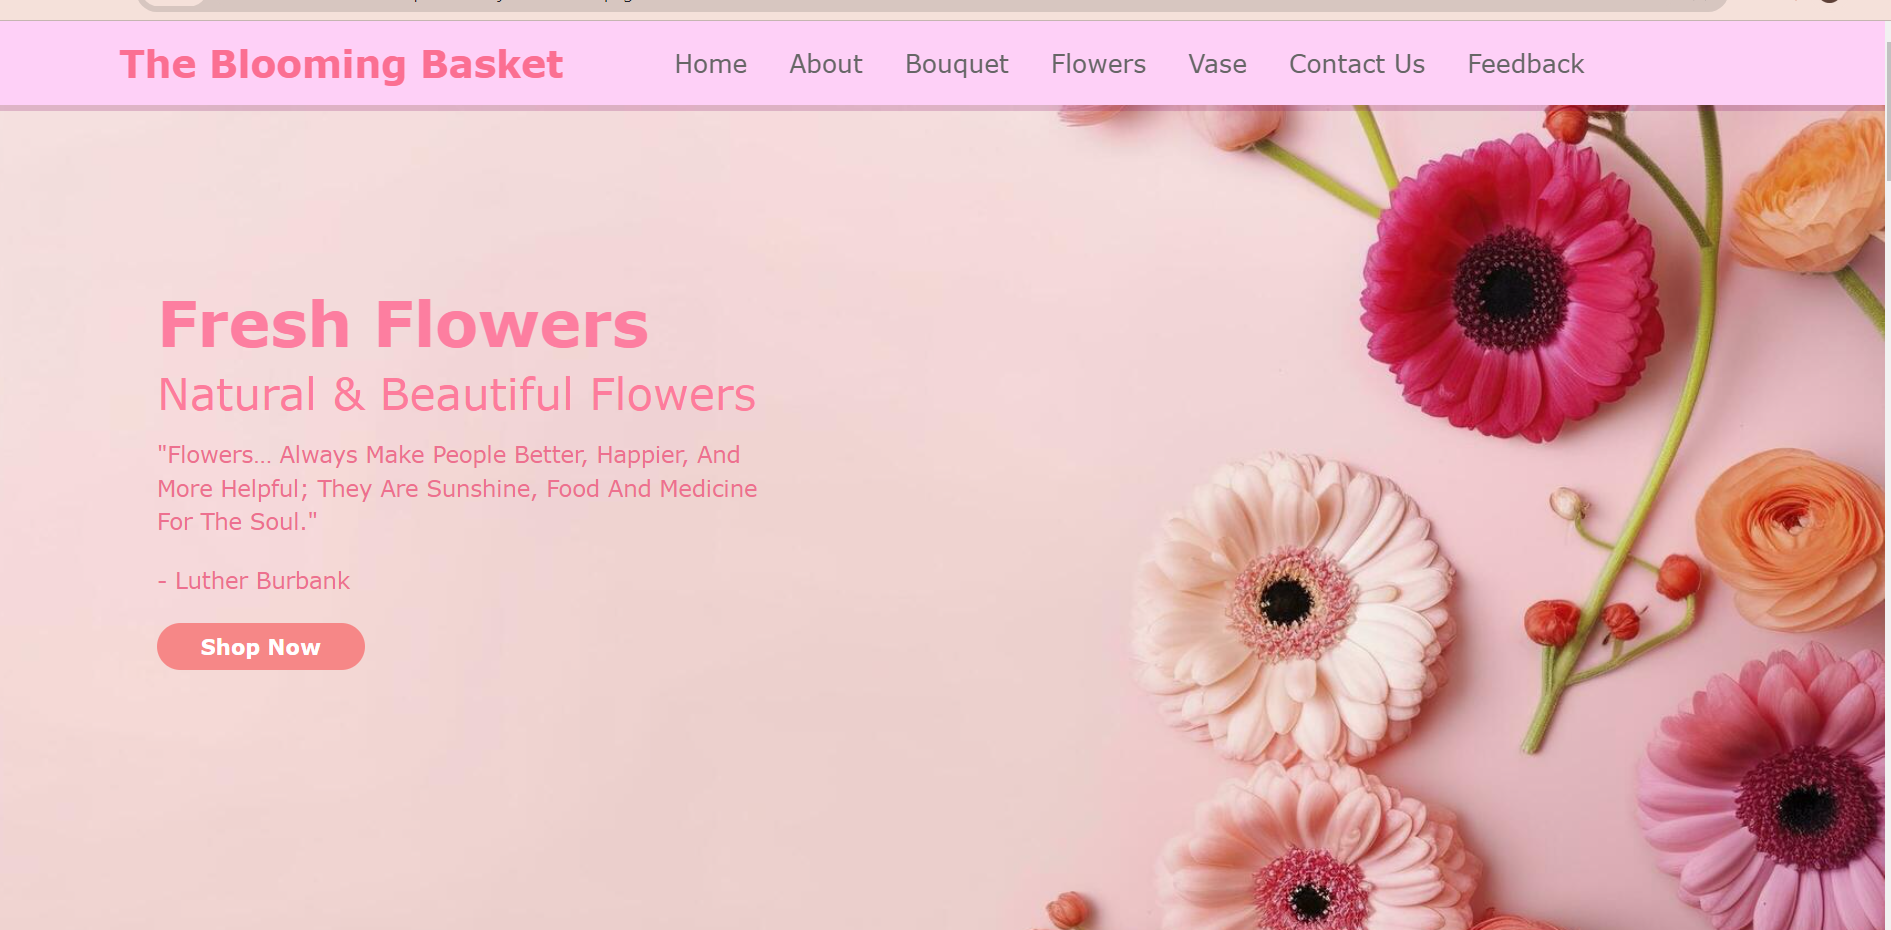 The Blooming Basket
Home About Bouquet Flowers Vase Contact Us Feedback
Fresh Flowers
Natural & Beautiful Flowers
"Flowers… Always Make People Better, Happier, And
More Helpful; They Are Sunshine, Food And Medicine
For The Soul."
- Luther Burbank
Shop Now